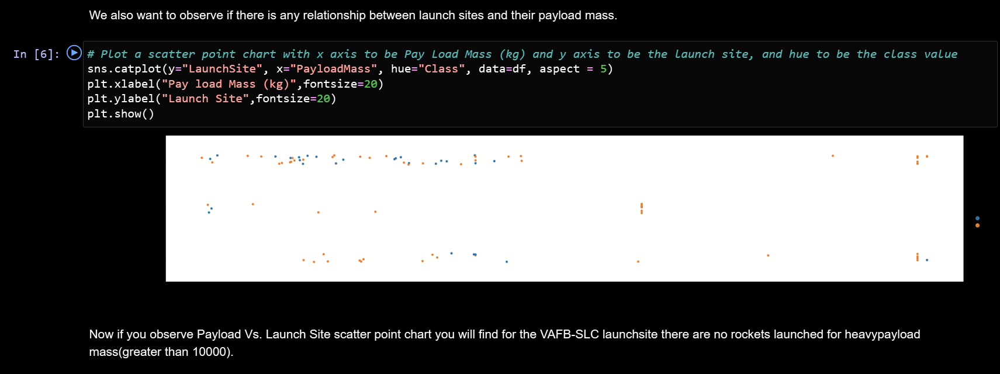 We also want to observe if there is any relationship between launch sites and their payload mass.
In [6]:
# Plot a scatter point chart with x axis to be Pay Load Mass (kg) and y axis to be the launch site, and hue to be the class value
sns.catplot(y="LaunchSite", x="PayloadMass", hue="Class", data=df, aspect = 5)
plt.xlabel("Pay load Mass (kg)",fontsize=20)
plt.ylabel("Launch Site",fontsize=20)
plt.show()
Now if you observe Payload Vs. Launch Site scatter point chart you will find for the VAFB-SLC launchsite there are no rockets launched for heavypayload
mass(greater than 10000).